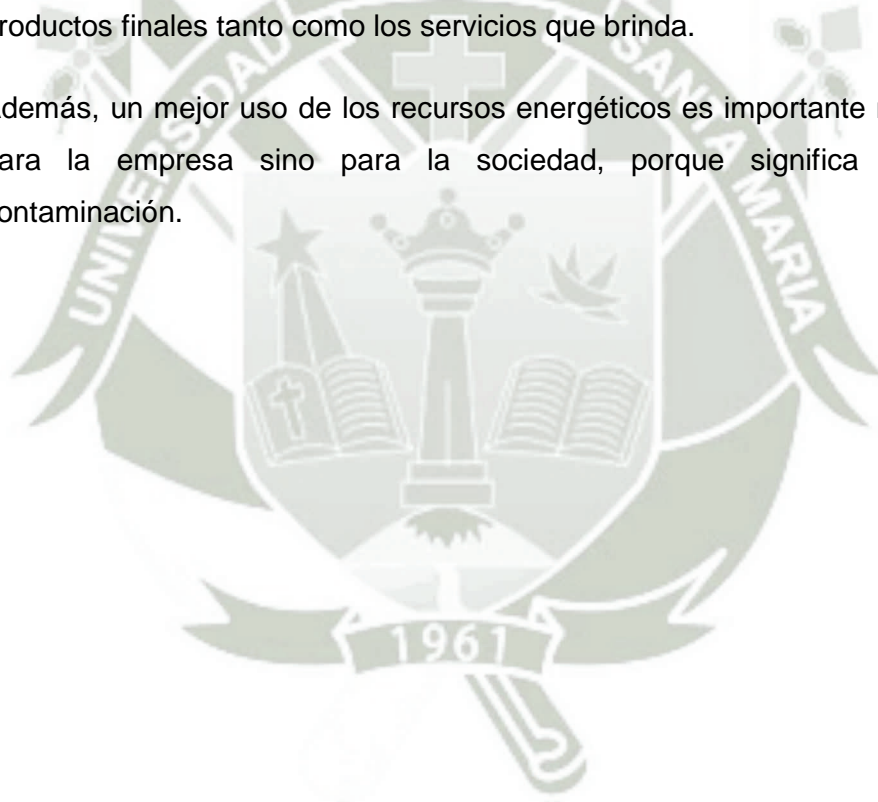 roductos finales tanto como los servicios que brinda.
demás, un mejor uso de los recursos energéticos es importante
ara la empresa sino para la sociedad, porque significa
ontaminación.
UNIVERSIDAD
SANTA MARIA
1961